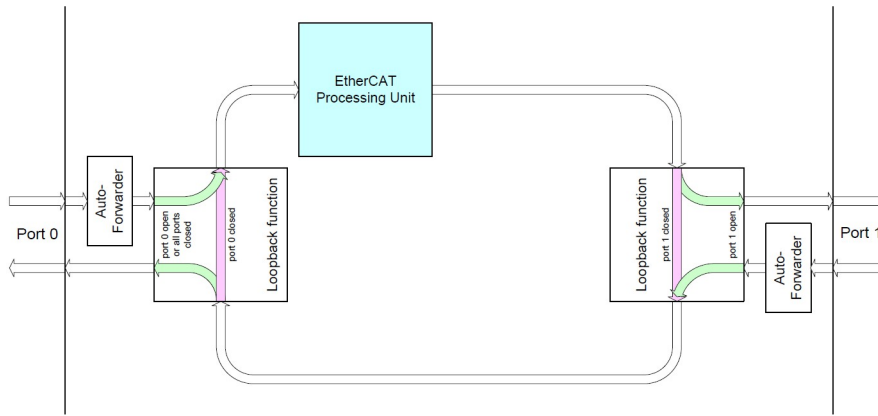 EtherCAT
Processing Unit
Auto-
Forwarder
port 0 open
or all ports
closed
port 0 closed
Loopback function
Loopback function
port 1 closed
port 1 open
Port 0
Port 1
Auto-
Forwarder